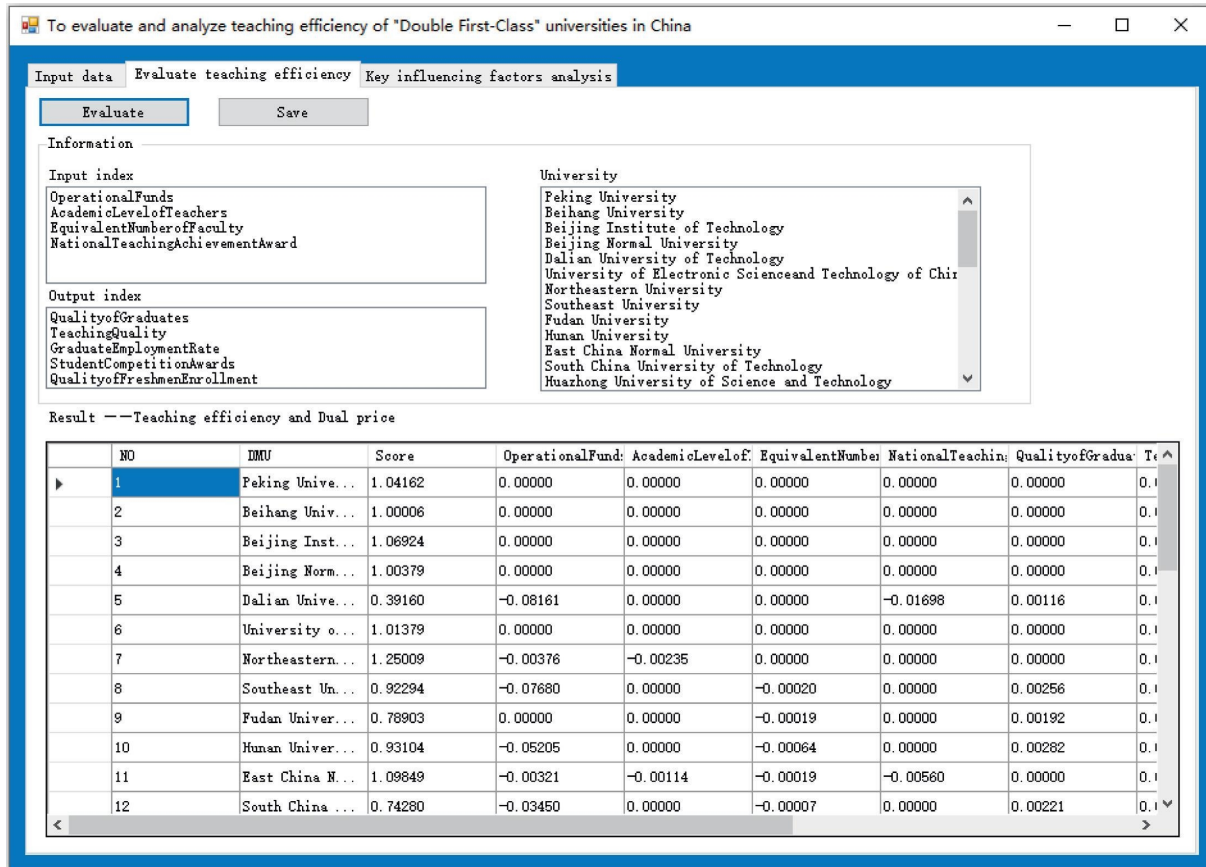 To evaluate and analyze teaching efficiency of "Double First-Class" universities in China
Input data Evaluate teaching efficiency Key influencing factors analysis
Evaluate Save
Information
Input index
OperationalFunds
AcademicLevelofTeachers
EquivalentNumberofFaculty
NationalTeachingAchievementAward
Output index
QualityofGraduates
TeachingQuality
GraduateEmploymentRate
StudentCompetitionAwards
QualityofFreshmenEnrollment
University
Peking University
Beihang University
Beijing Institute of Technology
Beijing Normal University
Dalian University of Technology
University of Electronic Scienceand Technology of Chir
Northeastern University
Southeast University
Fudan University
Hunan University
East China Normal University
South China University of Technology
Huazhong University of Science and Technology
Result ——Teaching efficiency and Dual price
NO DMU Score OperationalFund: AcademicLevelof. EquivalentNumbe NationalTeachin QualityofGradua Te
1 Peking Unive... 1.04162 0.00000 0.00000 0.00000 0.00000 0.00000 0.
2 Beihang Univ... 1.00006 0.00000 0.00000 0.00000 0.00000 0.00000 0.
3 Beijing Inst... 1.06924 0.00000 0.00000 0.00000 0.00000 0.00000 0.
4 Beijing Norm... 1.00379 0.00000 0.00000 0.00000 0.00000 0.00000 0.
5 Dalian Unive... 0.39160 -0.08161 0.00000 0.00000 -0.01698 0.00116 0.
6 University o... 1.01379 0.00000 0.00000 0.00000 0.00000 0.00000 0.
7 Northeastern... 1.25009 -0.00376 -0.00235 0.00000 0.00000 0.00000 0.
8 Southeast Un... 0.92294 -0.07680 0.00000 -0.00020 0.00000 0.00256 0.
9 Fudan Univer... 0.78903 0.00000 0.00000 -0.00019 0.00000 0.00192 0.
10 Hunan Univer... 0.93104 -0.05205 0.00000 -0.00064 0.00000 0.00282 0.
11 East China N... 1.09849 -0.00321 -0.00114 -0.00019 -0.00560 0.00000 0.
12 South China ... 0.74280 -0.03450 0.00000 -0.00007 0.00000 0.00221 0.